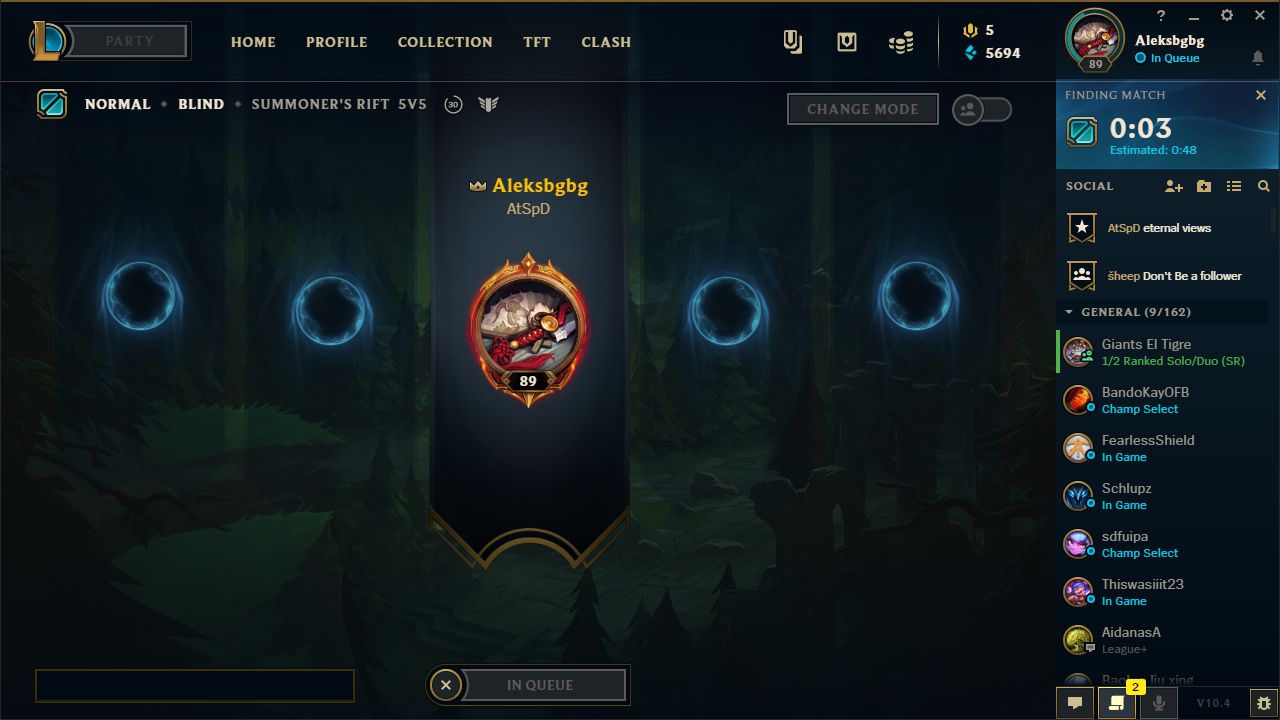 PARTY
HOME
PROFILE
COLLECTION
TFT
CLASH
5
5694
?
Aleksbgbg
In Queue
89
NORMAL
BLIND
SUMMONER'S RIFT 5V5
30
CHANGE MODE
FINDING MATCH
0:03
Estimated: 0:48
Aleksbgbg
AtSpD
89
SOCIAL
AtSpD eternal views
šheep Don't Be a follower
GENERAL (9/162)
Giants El Tigre
1/2 Ranked Solo/Duo (SR)
BandoKayOFB
Champ Select
FearlessShield
In Game
Schlupz
In Game
sdfuipa
Champ Select
Thiswasiiit23
In Game
AidanasA
League+
IN QUEUE
2
V10.4